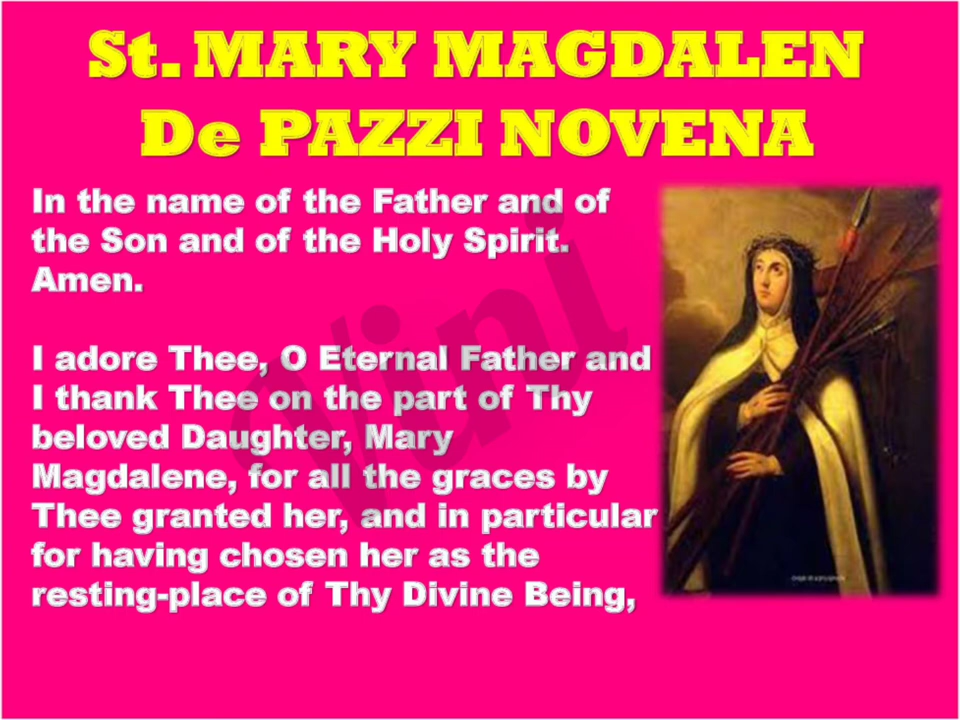 St. MARY MAGDALEN
De PAZZI NOVENA
In the name of the Father and of
the Son and of the Holy Spirit.
Amen.
I adore Thee, O Eternal Father and
I thank Thee on the part of Thy
beloved Daughter, Mary
Magdalene, for all the graces by
Thee granted her, and in particular
for having chosen her as the
resting-place of Thy Divine Being,
Vini